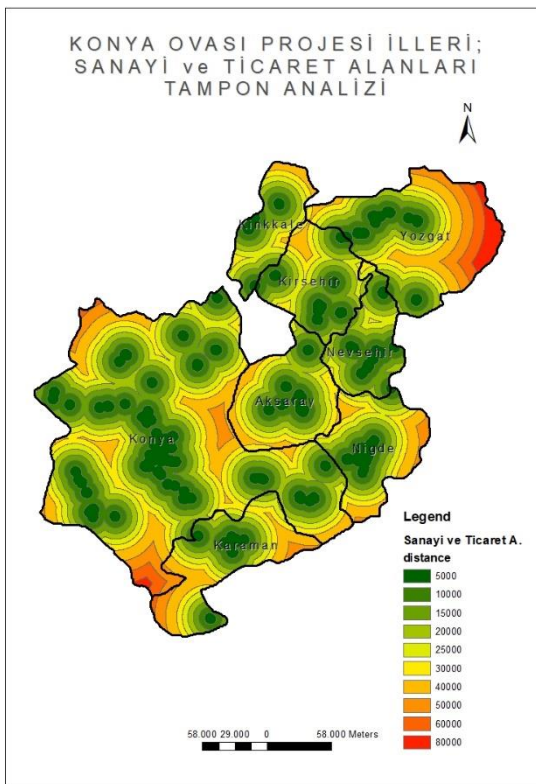 KONYA OVASI PROJESİ İLLERİ;
SANAYİ ve TİCARET ALANLARI
TAMPON ANALİZİ
N
Kırıkkale
Yozgat
Kırşehir
Nevşehir
Aksaray
Konya
Niğde
Karaman
Legend
Sanayi ve Ticaret A.
distance
5000
10000
15000
20000
25000
30000
40000
50000
60000
80000
58.000 29.000 0 58.000 Meters